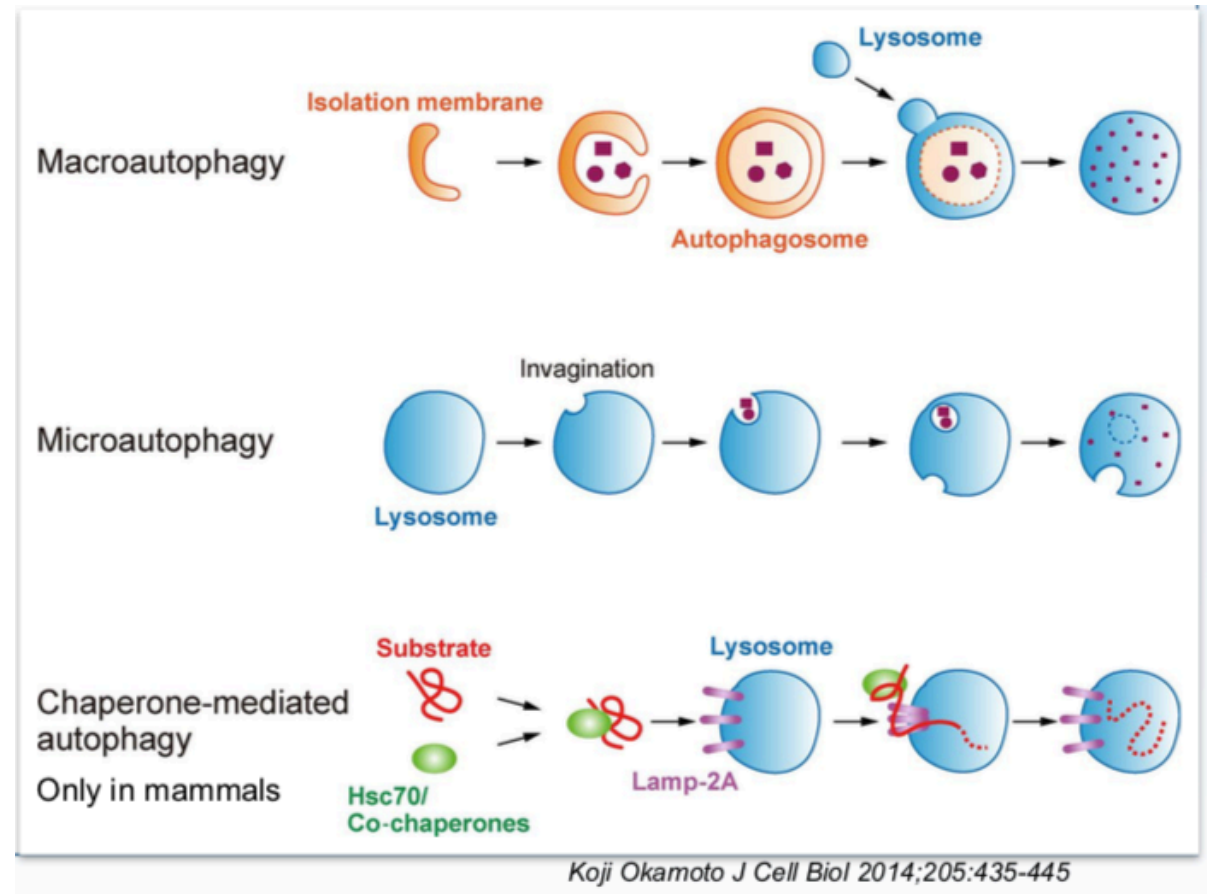 Lysosome
Isolation membrane
Macroautophagy
Autophagosome
Invagination
Microautophagy
Lysosome
Substrate
Lysosome
Chaperone-mediated
autophagy
Only in mammals
Lamp-2A
Hsc70/
Co-chaperones
Koji Okamoto J Cell Biol 2014;205:435-445